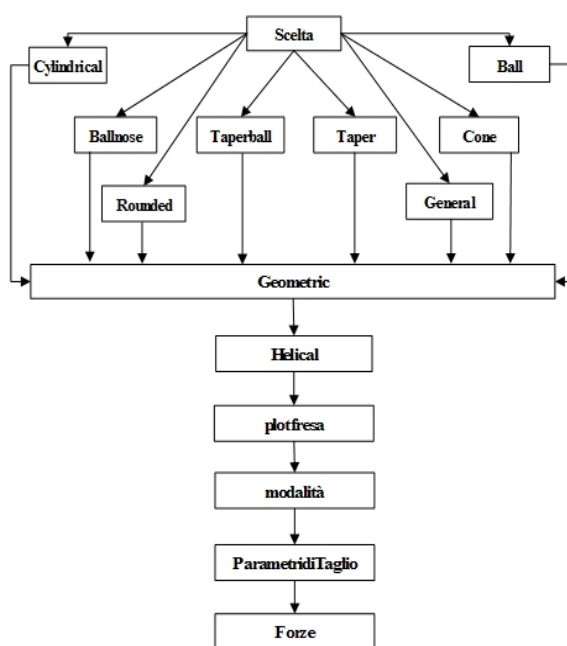 Scelta
Cylindrical
Ball
Ballnose
Taperball
Taper
Cone
Rounded
General
Geometric
Helical
plotfresa
modalità
ParametridiTaglio
Forze